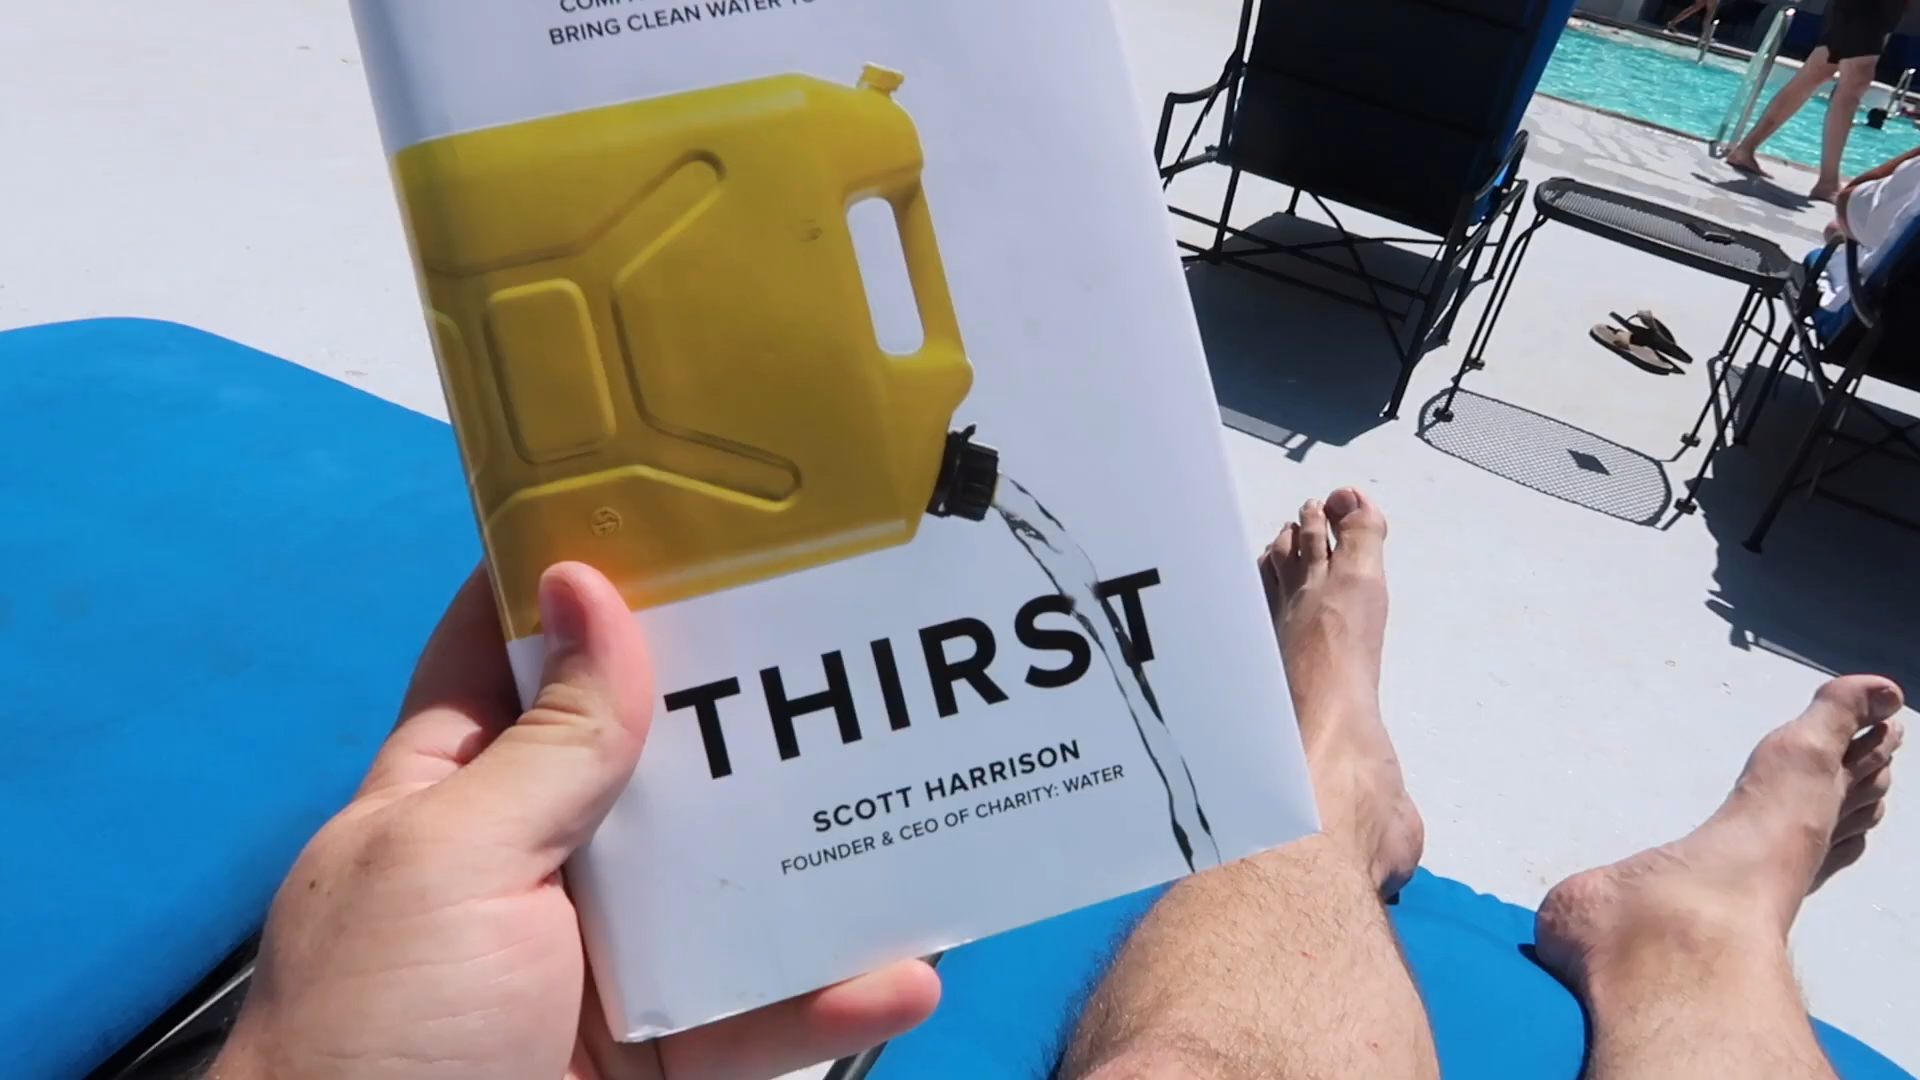 BRING CLEAN WATER TO
THIRST
SCOTT HARRISON
FOUNDER & CEO OF CHARITY: WATER